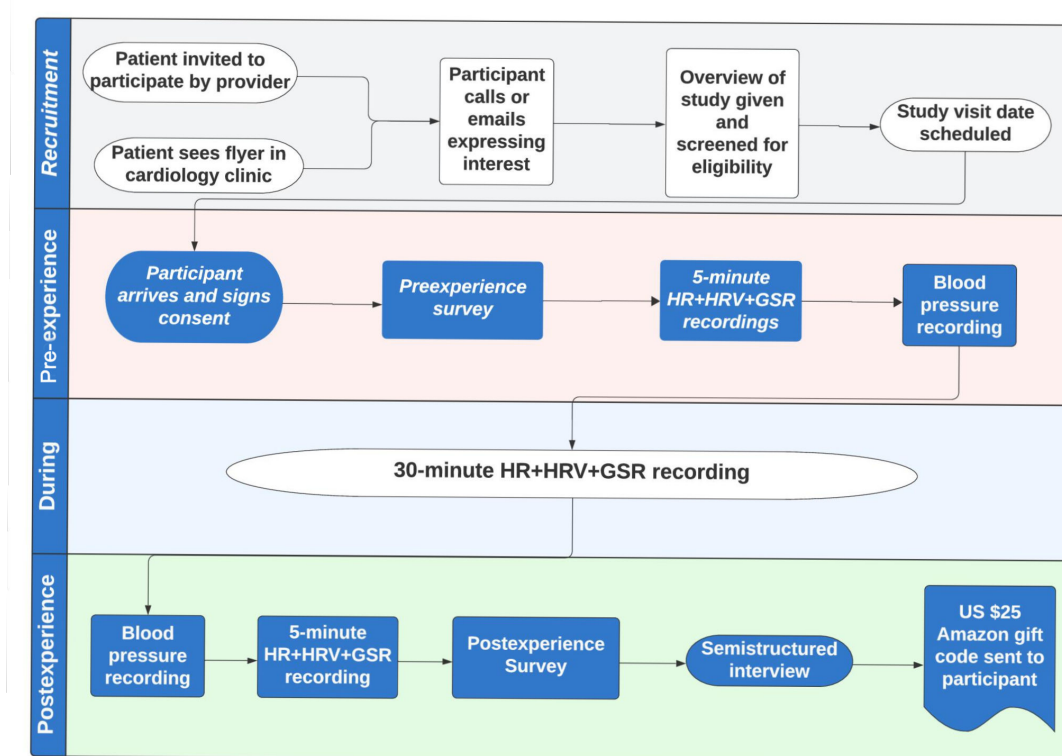 Recruitment
Patient invited to
participate by provider
Patient sees flyer in
cardiology clinic
Participant
calls or
emails
expressing
interest
Overview of
study given
and
screened for
eligibility
Study visit date
scheduled
Pre-experience
Participant
arrives and signs
consent
Preexperience
survey
5-minute
HR+HRV+GSR
recordings
Blood
pressure
recording
During
30-minute HR+HRV+GSR recording
Postexperience
Blood
pressure
recording
5-minute
HR+HRV+GSR
recording
Postexperience
Survey
Semistructured
interview
US $25
Amazon gift
code sent to
participant